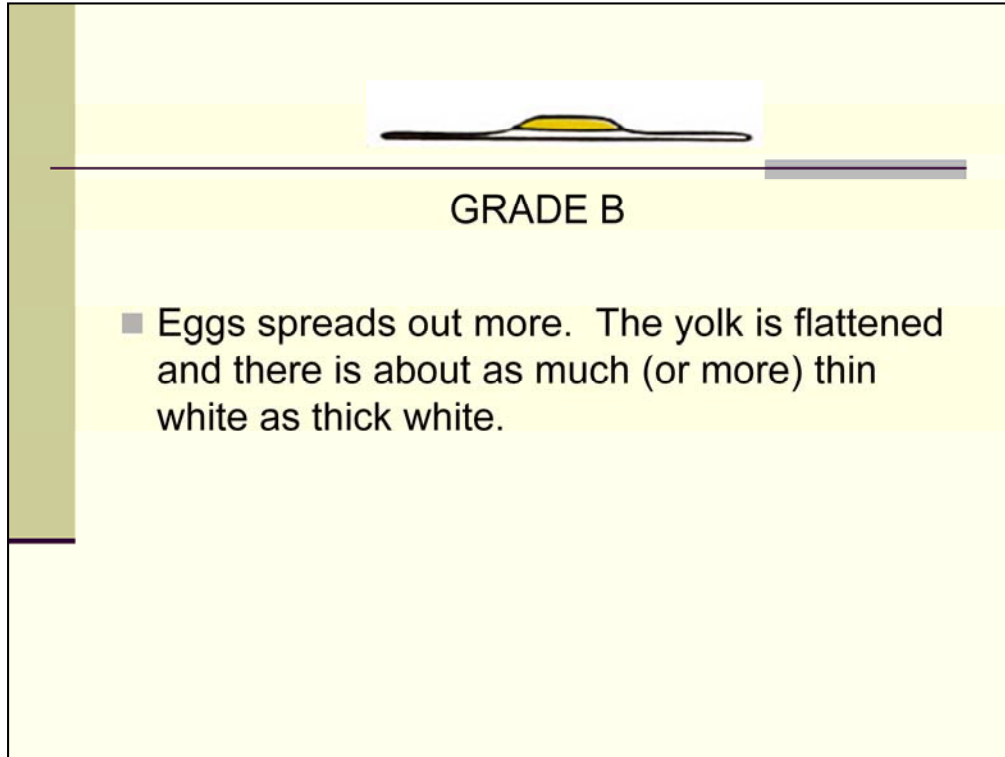 GRADE B
Eggs spreads out more.  The yolk is flattened
and there is about as much (or more) thin
white as thick white.